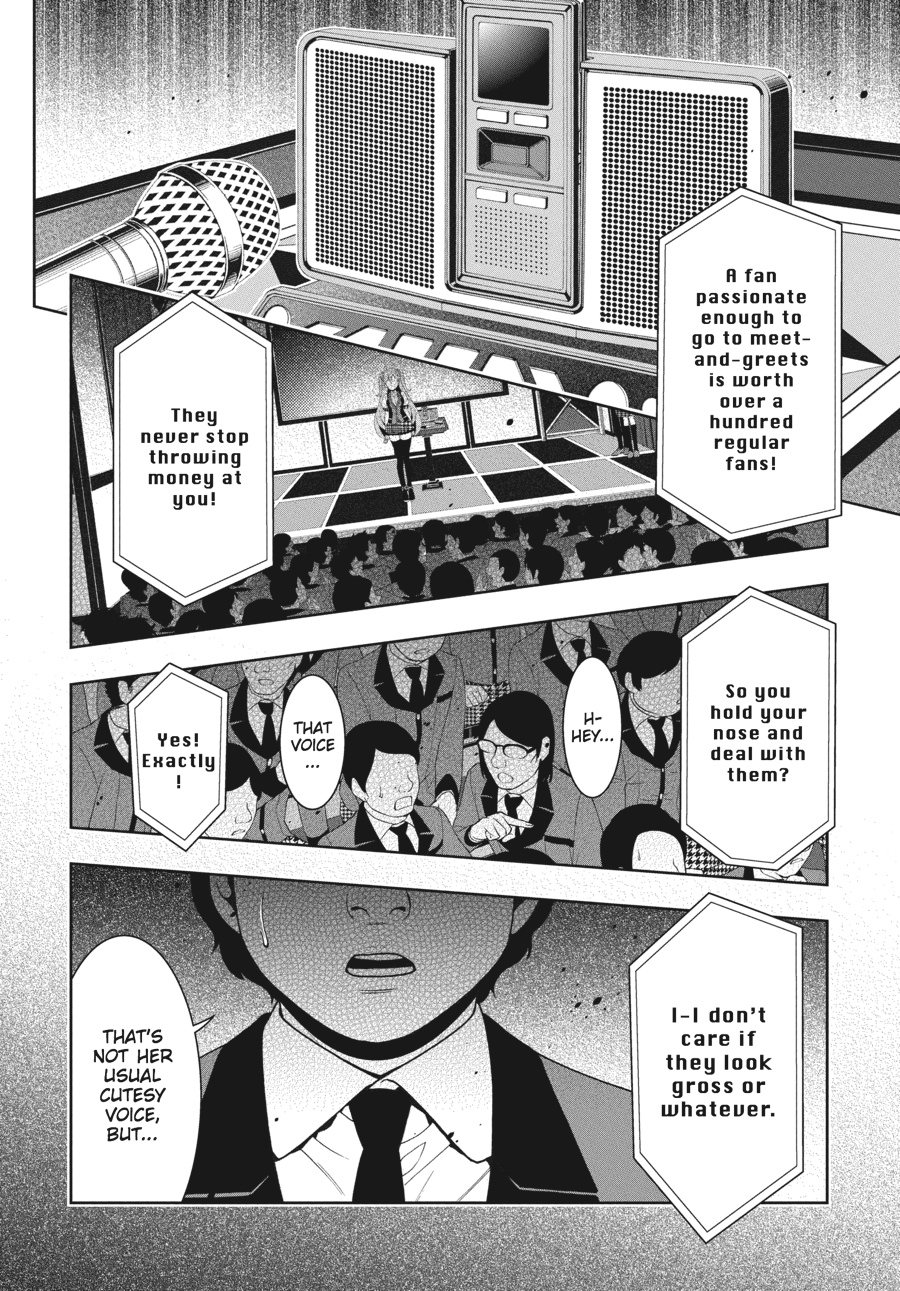 A fan
passionate
enough to
go to meet-
and-greets
is worth
over a
hundred
regular
fans!
They
never stop
throwing
money at
you!
So you
hold your
nose and
deal with
them?
H-
HEY...
THAT
VOICE
...
Yes!
Exactly
!
I-I don't
care if
they look
gross or
whatever.
THAT'S
NOT HER
USUAL
CUTESY
VOICE,
BUT...